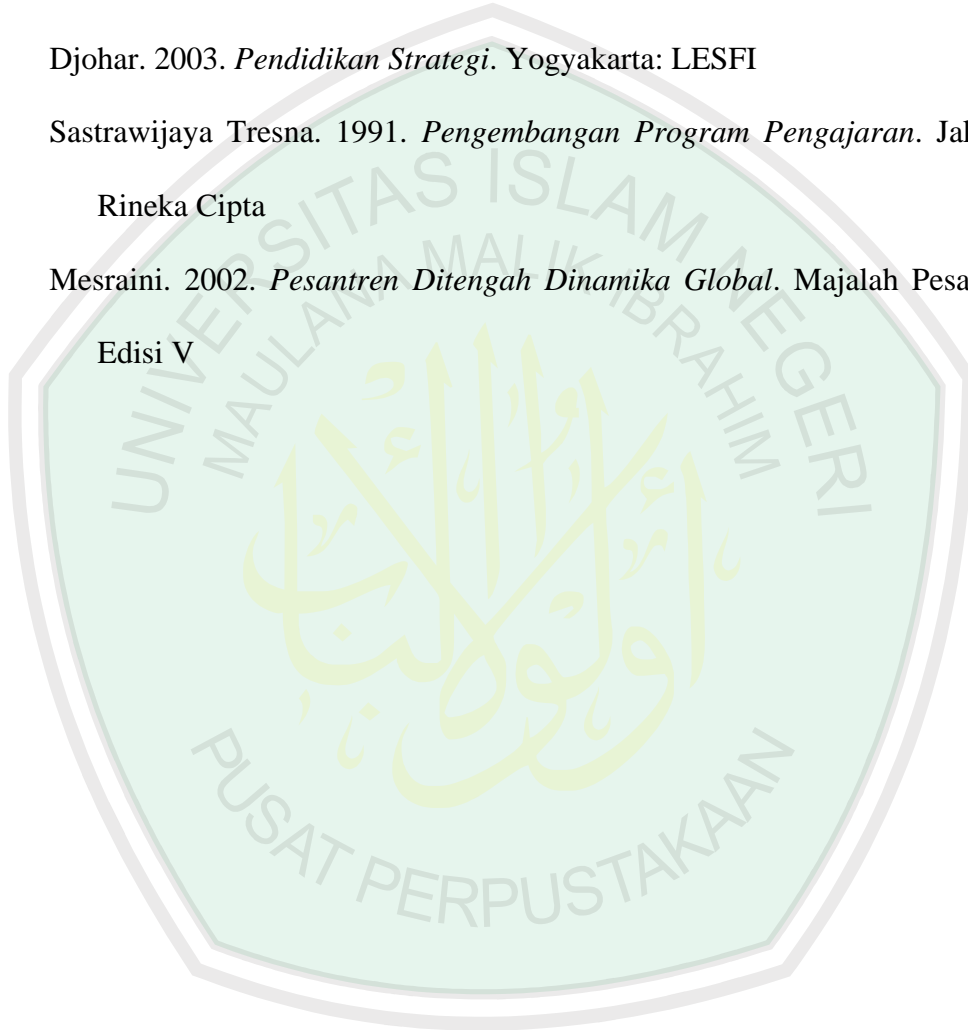 Djohar. 2003. Pendidikan Strategi. Yogyakarta: LESFI
Sastrawijaya Tresna. 1991. Pengembangan Program Pengajaran.
Rineka Cipta
Mesraini. 2002. Pesantren Ditengah Dinamika Global. Majalah
Edisi V
UNIVERSITAS ISLAM NEGERI
MAULANA MALIK IBRAHIM
PUSAT PERPUSTAKAAN